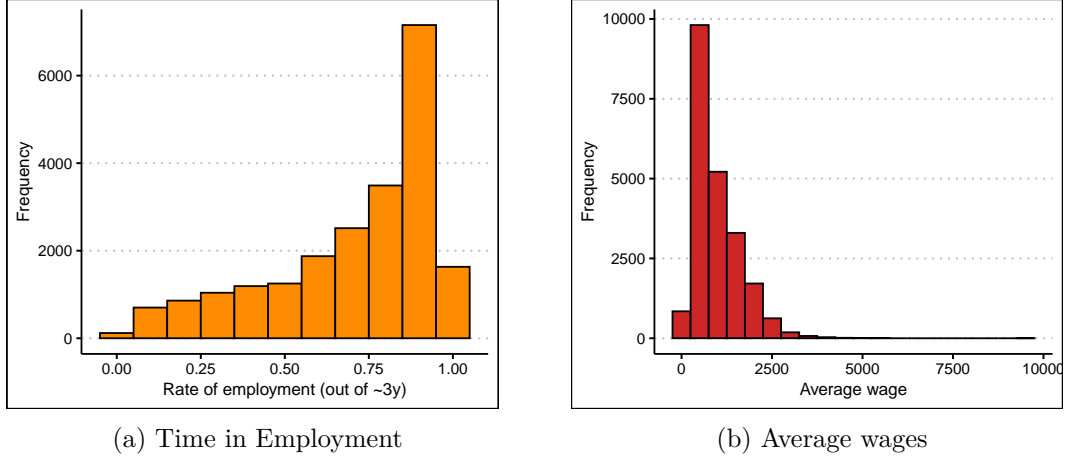 Frequency
6000
4000
2000
0
0.00 0.25 0.50 0.75 1.00
Rate of employment (out of ~3y)
(a) Time in Employment
Frequency
10000
7500
5000
2500
0
0 2500 5000 7500 10000
Average wage
(b) Average wages